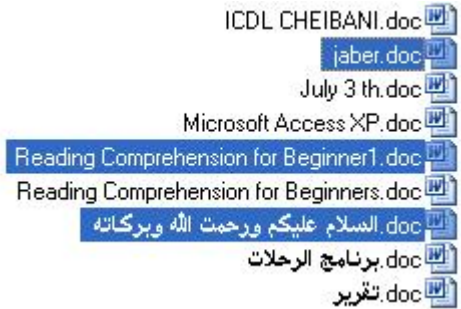 ICDL CHEIBANI.doc
jaber.doc
July 3 th.doc
Microsoft Access XP.doc
Reading Comprehension for Beginner1.doc
Reading Comprehension for Beginners.doc
السلام عليكم ورحمت الله وبركاته.doc
برنامج الرحلات.doc
تقرير.doc